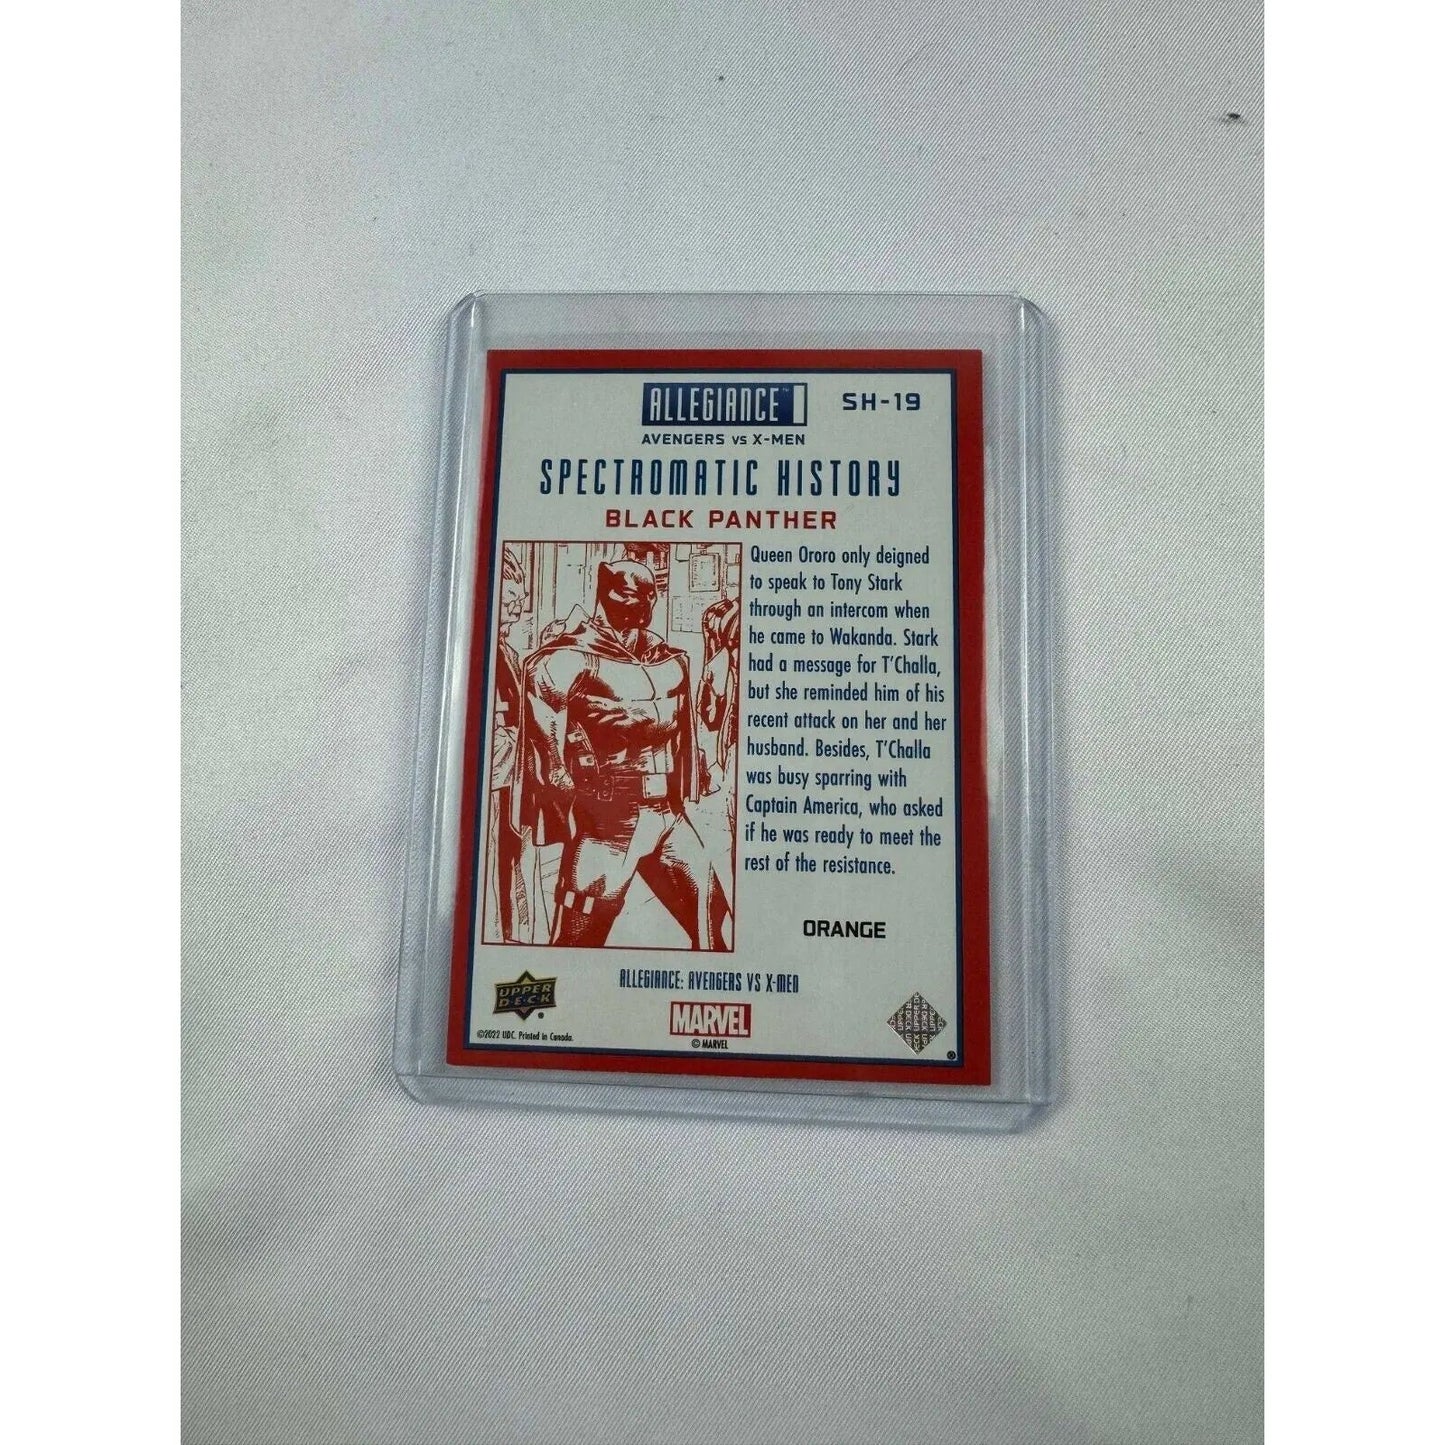 ALLEGIANCE™
SH-19
AVENGERS vs X-MEN
SPECTROMATIC HISTORY
BLACK PANTHER
Queen Ororo only deigned
to speak to Tony Stark
through an intercom when
he came to Wakanda. Stark
had a message for T'Challa,
but she reminded him of his
recent attack on her and her
husband. Besides, T'Challa
was busy sparring with
Captain America, who asked
if he was ready to meet the
rest of the resistance.
ORANGE
ALLEGIANCE: AVENGERS VS X-MEN
UPPER
D·E·C·K
®
MARVEL
©2022 UDC. Printed in Canada.
© MARVEL